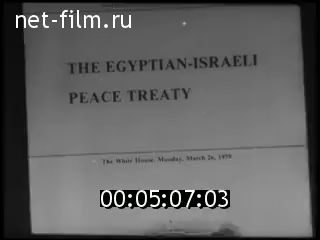 net-film.ru
THE EGYPTIAN-ISRAELI
PEACE TREATY
The White House, Monday, March 26, 1979
00:05:07:03